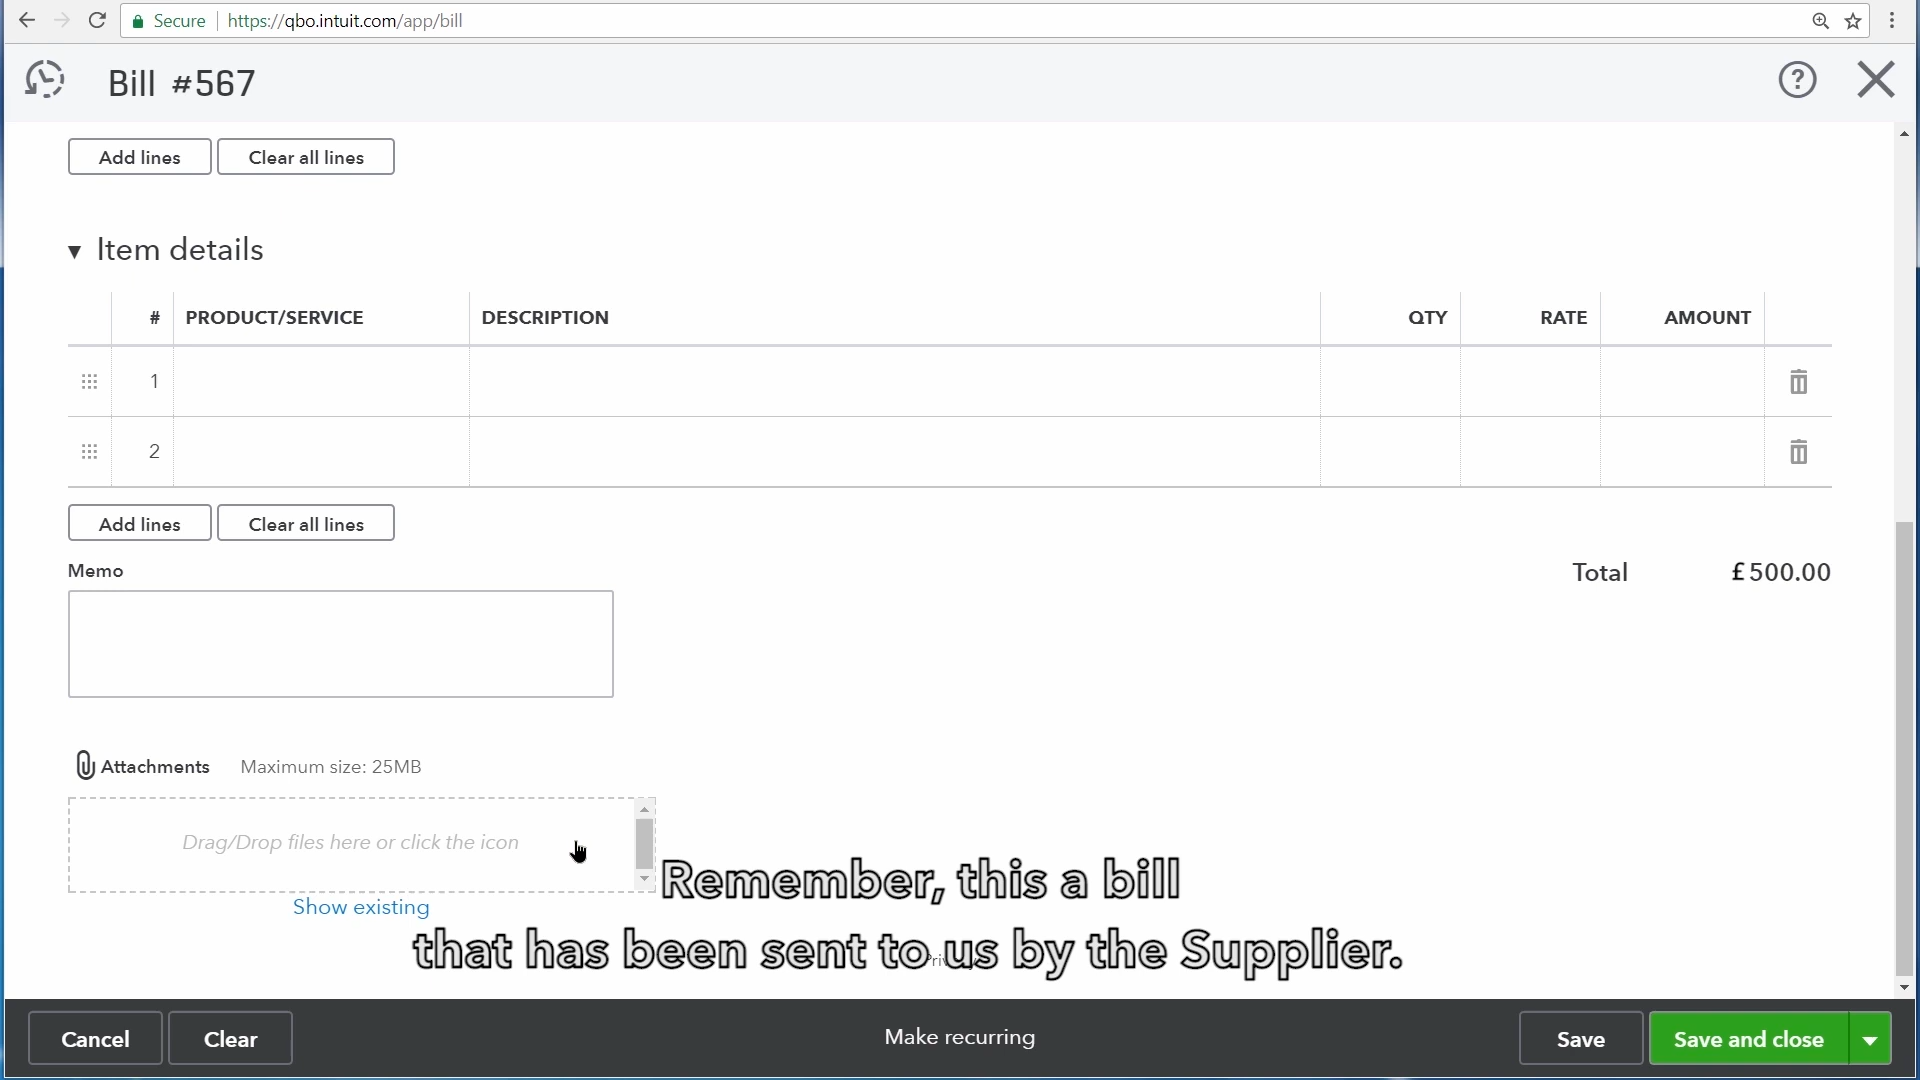 Secure https://qbo.intuit.com/app/bill
Bill #567
Add lines Clear all lines
Item details
# PRODUCT/SERVICE DESCRIPTION QTY RATE AMOUNT
1
2
Add lines Clear all lines
Memo
Total £500.00
Attachments Maximum size: 25MB
Drag/Drop files here or click the icon
Show existing
Remember, this a bill
that has been sent to us by the Supplier.
Cancel Clear Make recurring Save Save and close